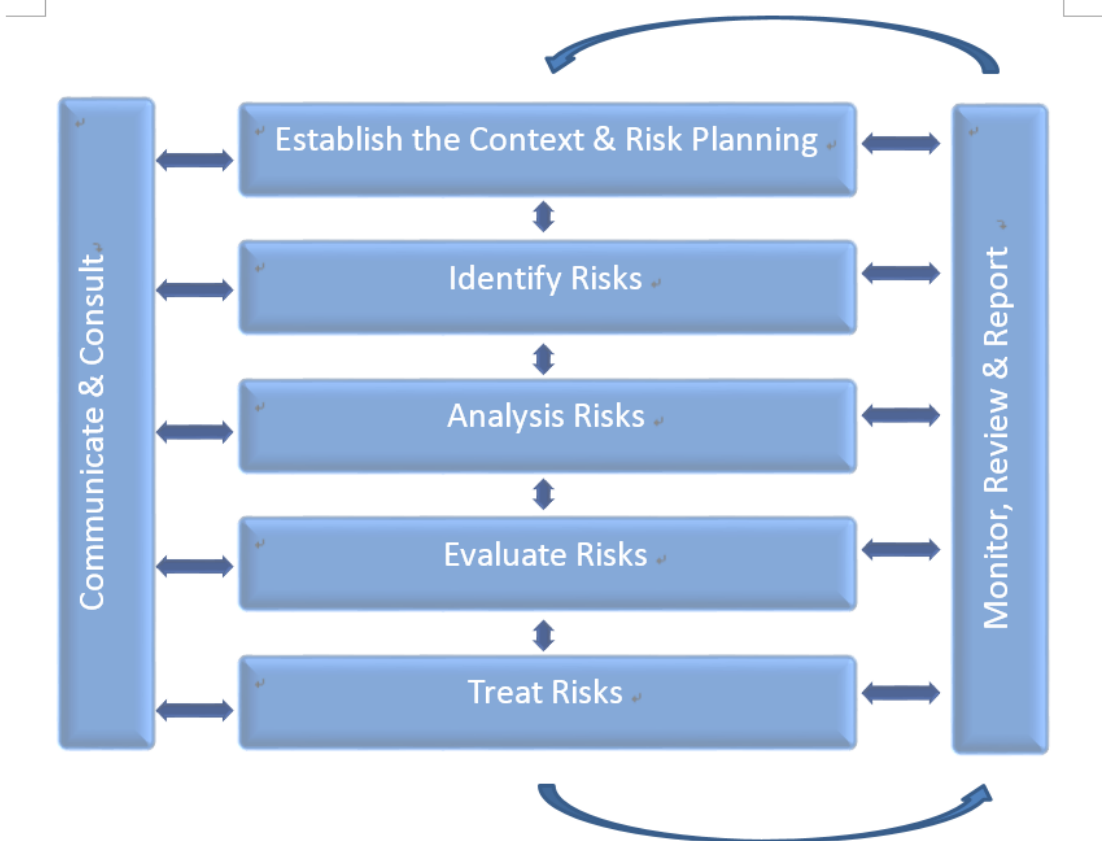 Establish the Context & Risk Planning
Identify Risks
Analysis Risks
Evaluate Risks
Treat Risks
Communicate & Consult
Monitor, Review & Report